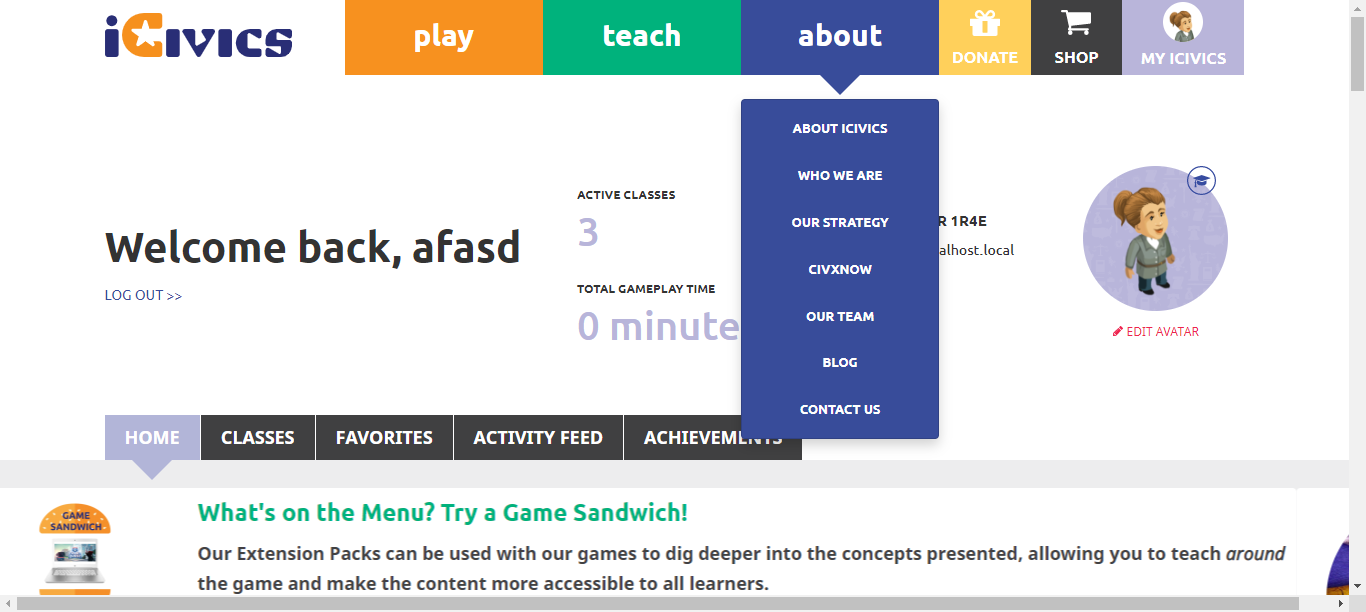 iCivics
play
teach
about
DONATE
SHOP
MY ICIVICS
ABOUT ICIVICS
WHO WE ARE
OUR STRATEGY
CIVXNOW
OUR TEAM
BLOG
CONTACT US
Welcome back, afasd
LOG OUT >>
ACTIVE CLASSES
3
TOTAL GAMEPLAY TIME
0 minute
R 1R4E
alhost.local
EDIT AVATAR
HOME
CLASSES
FAVORITES
ACTIVITY FEED
ACHIEVEMENTS
GAME
SANDWICH
What's on the Menu? Try a Game Sandwich!
Our Extension Packs can be used with our games to dig deeper into the concepts presented, allowing you to teach around
the game and make the content more accessible to all learners.